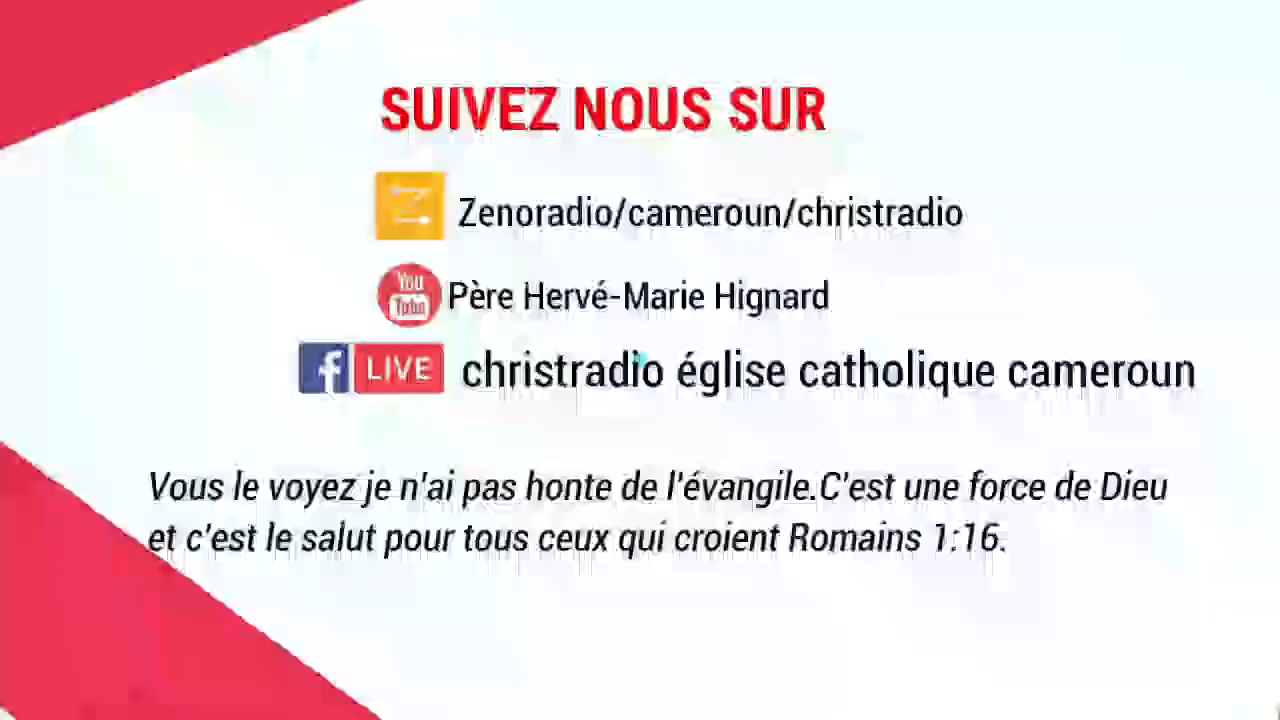 SUIVEZ NOUS SUR
Zenoradio/cameroun/christradio
You
Tube
Père Hervé-Marie Hignard
f LIVE
christradio église catholique cameroun
Vous le voyez je n'ai pas honte de l'évangile.C'est une force de Dieu
et c'est le salut pour tous ceux qui croient Romains 1:16.